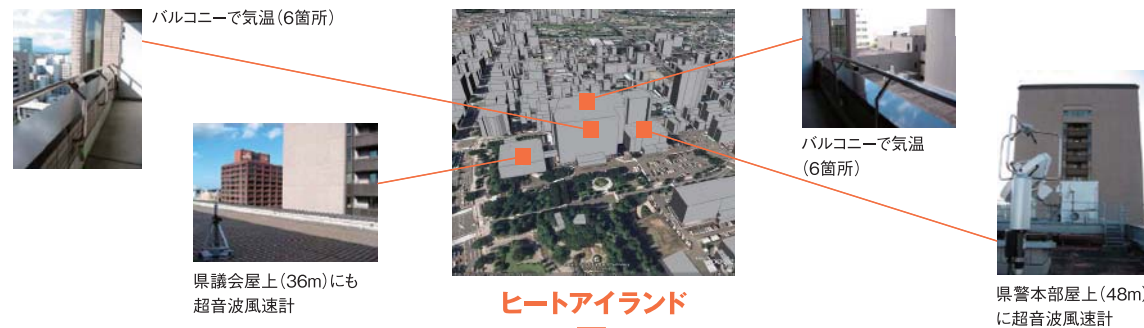 バルコニーで気温(6箇所)
バルコニーで気温
(6箇所)
県議会屋上(36m)にも
超音波風速計
県警本部屋上(48m)
に超音波風速計
ヒートアイランド